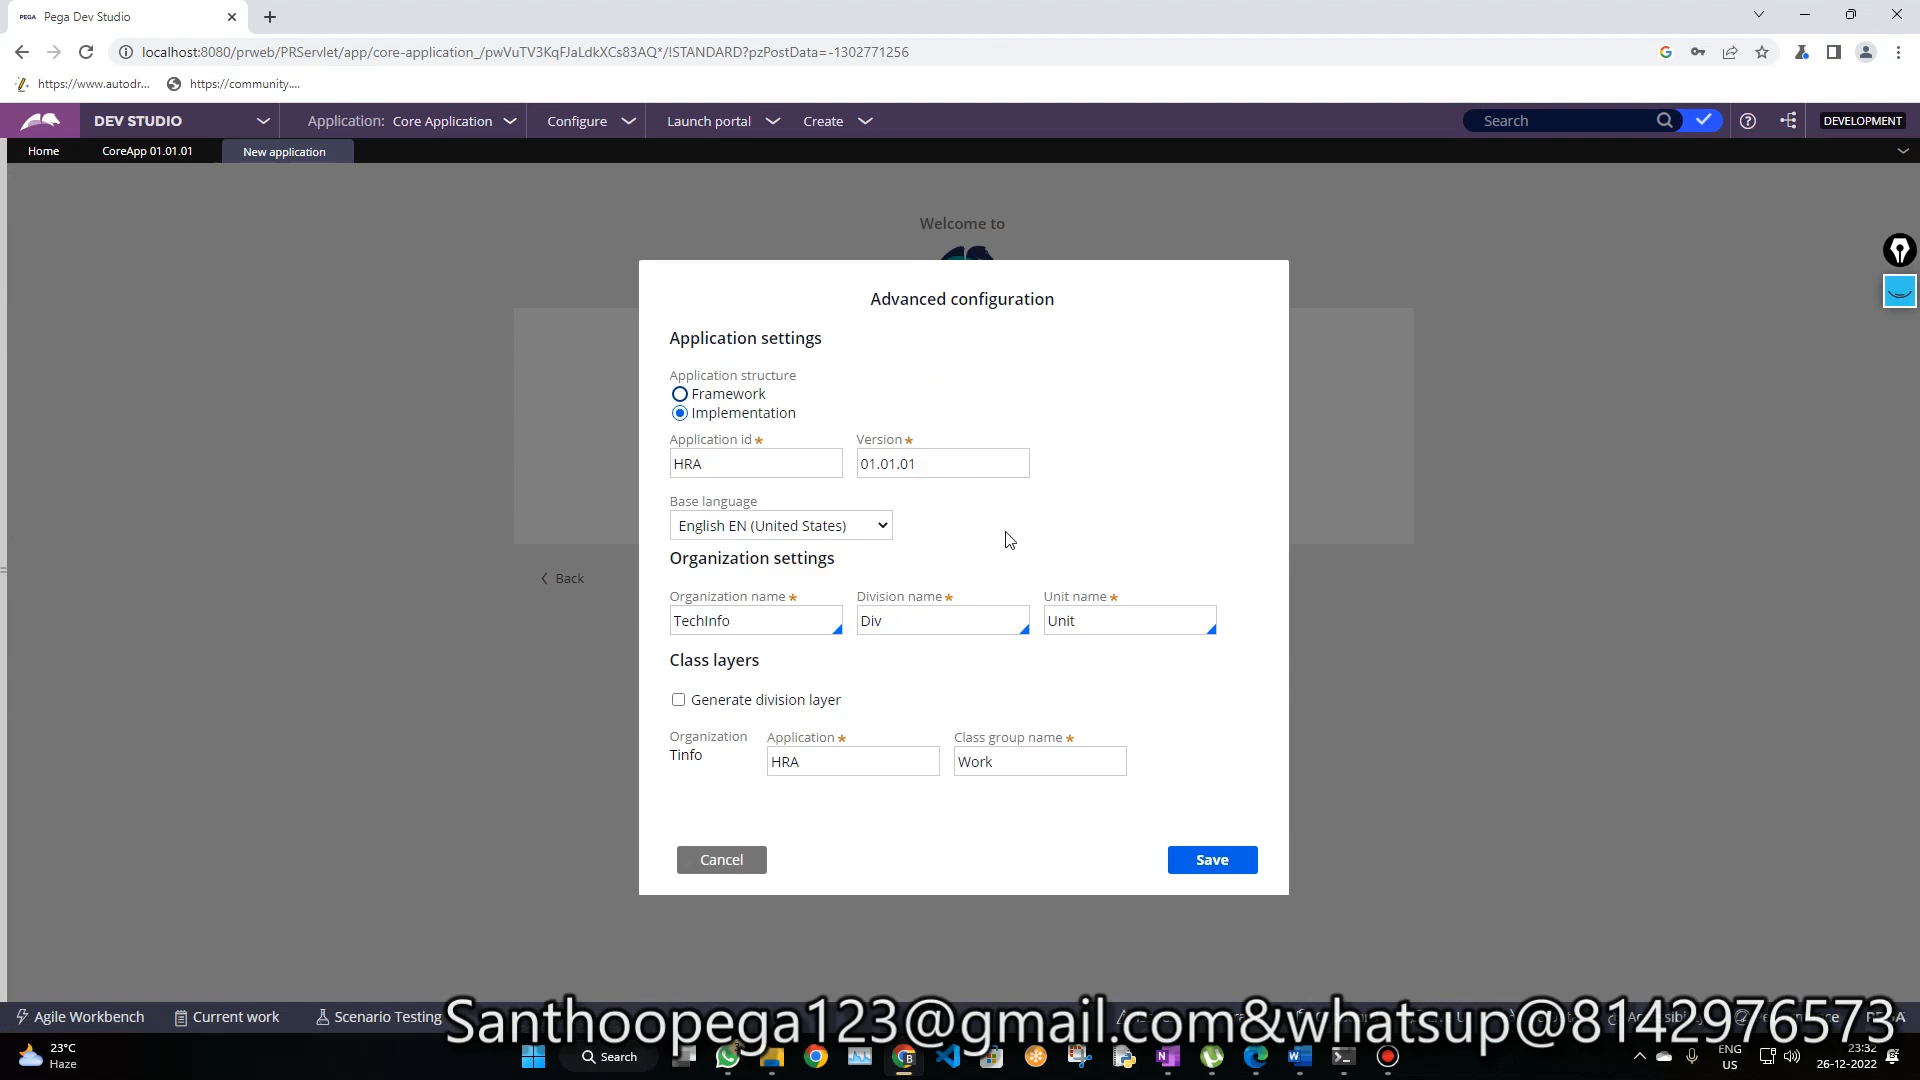 PEGA Pega Dev Studio
localhost:8080/prweb/PRServlet/app/core-application_/pwVuTV3KqFJaLdkXCs83AQ*/!STANDARD?pzPostData=-1302771256
https://www.autodr... https://community....
DEV STUDIO Application: Core Application Configure Launch portal Create Search DEVELOPMENT
Home CoreApp 01.01.01 New application
Welcome to
Advanced configuration
Application settings
Application structure
Framework
Implementation
Application id * Version *
HRA 01.01.01
Base language
English EN (United States)
Organization settings
Back
Organization name * Division name * Unit name *
TechInfo Div Unit
Class layers
Generate division layer
Organization Application * Class group name *
Tinfo HRA Work
Cancel Save
Agile Workbench Current work Scenario Testing
Santhoopega123@gmail.com&whatsup@8142976573
23°C
Haze
Search
ENG
US
23:32
26-12-2022